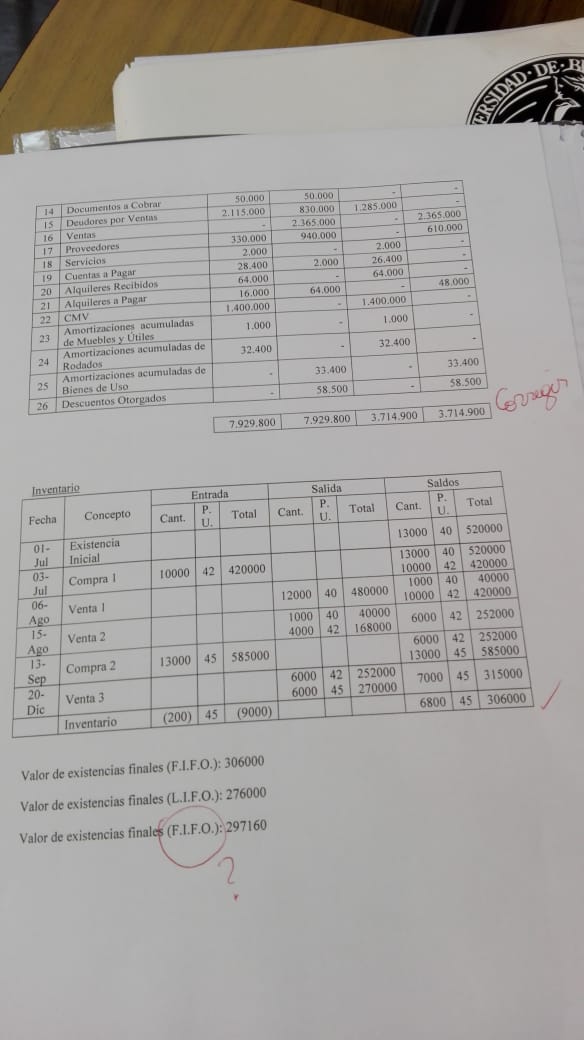 ERSIDAD·DE·B
14 Documentos a Cobrar 50.000 50.000 - -
15 Deudores por Ventas 2.115.000 830.000 1.285.000 -
16 Ventas - 2.365.000 - 2.365.000
17 Proveedores 330.000 940.000 - 610.000
18 Servicios 2.000 - 2.000 -
19 Cuentas a Pagar 28.400 2.000 26.400 -
20 Alquileres Recibidos 64.000 - 64.000 -
21 Alquileres a Pagar 16.000 64.000 - 48.000
22 CMV 1.400.000 - 1.400.000 -
23 Amortizaciones acumuladas de Muebles y Útiles 1.000 - 1.000 -
24 Amortizaciones acumuladas de Rodados 32.400 - 32.400 -
25 Amortizaciones acumuladas de Bienes de Uso - 33.400 - 33.400
26 Descuentos Otorgados - 58.500 - 58.500
7.929.800 7.929.800 3.714.900 3.714.900
Corregir
Inventario
Fecha Concepto Entrada Salida Saldos
Cant. P. U. Total Cant. P. U. Total Cant. P. U. Total
01-Jul Existencia Inicial 13000 40 520000
03-Jul Compra 1 10000 42 420000 13000 40 520000
10000 42 420000
06-Ago Venta 1 12000 40 480000 1000 40 40000
10000 42 420000
15-Ago Venta 2 1000 40 40000 6000 42 252000
4000 42 168000
13-Sep Compra 2 13000 45 585000 6000 42 252000
13000 45 585000
20-Dic Venta 3 6000 42 252000 7000 45 315000
6000 45 270000
Inventario (200) 45 (9000) 6800 45 306000
Valor de existencias finales (F.I.F.O.): 306000
Valor de existencias finales (L.I.F.O.): 276000
Valor de existencias finales (F.I.F.O.): 297160
?